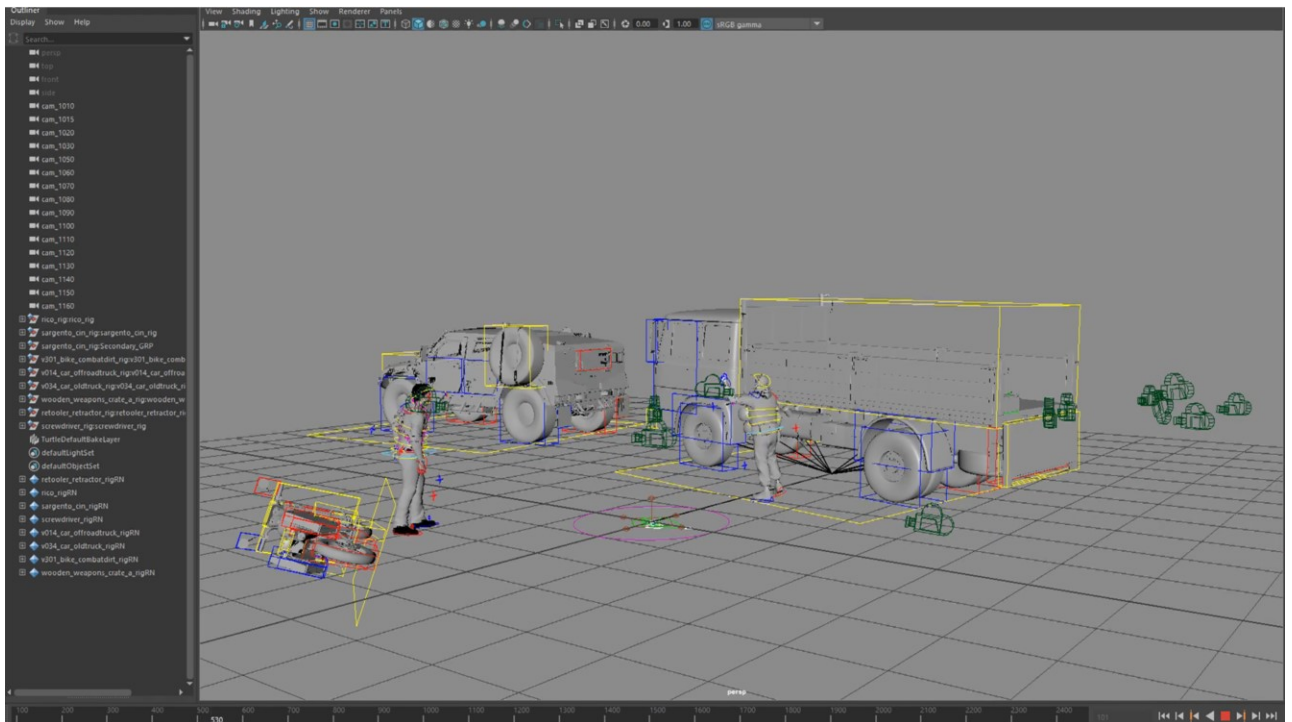 Outliner
View Shading Lighting Show Renderer Panels
Display Show Help
0.00 1.00 sRGB gamma
Search...
persp
top
front
side
cam_1010
cam_1015
cam_1020
cam_1030
cam_1050
cam_1060
cam_1070
cam_1080
cam_1090
cam_1100
cam_1110
cam_1120
cam_1130
cam_1140
cam_1150
cam_1160
rico_rig:rico_rig
sargento_cin_rig:sargento_cin_rig
sargento_cin_rig:Secondary_GRP
v301_bike_combatdirt_rig:v301_bike_comb
v014_car_offroadtruck_rig:v014_car_offroa
v034_car_oldtruck_rig:v034_car_oldtruck_ri
wooden_weapons_crate_a_rig:wooden_w
retooler_retractor_rig:retooler_retractor_ri
screwdriver_rig:screwdriver_rig
TurtleDefaultBakeLayer
defaultLightSet
defaultObjectSet
retooler_retractor_rigRN
rico_rigRN
sargento_cin_rigRN
screwdriver_rigRN
v014_car_offroadtruck_rigRN
v034_car_oldtruck_rigRN
v301_bike_combatdirt_rigRN
wooden_weapons_crate_a_rigRN
persp
100 200 300 400 500 600 700 800 900 1000 1100 1200 1300 1400 1500 1600 1700 1800 1900 2000 2100 2200 2300 2400
530
101